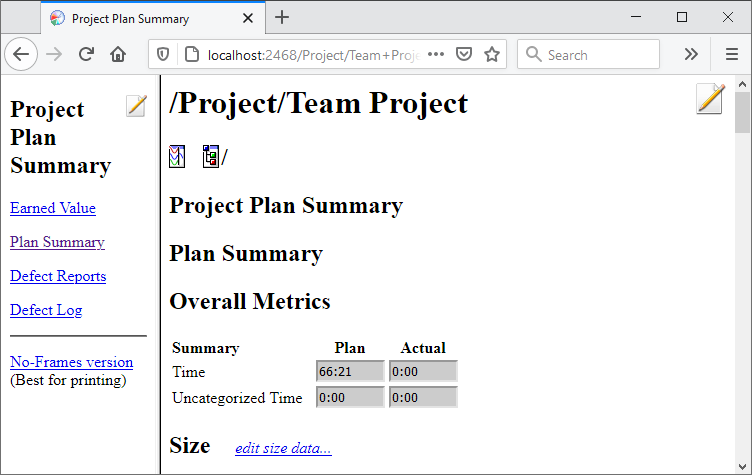 Project Plan Summary
localhost:2468/Project/Team+Proje
Search
Project
Plan
Summary
Earned Value
Plan Summary
Defect Reports
Defect Log
No-Frames version
(Best for printing)
/Project/Team Project
/
Project Plan Summary
Plan Summary
Overall Metrics
Summary Plan Actual
Time 66:21 0:00
Uncategorized Time 0:00 0:00
Size edit size data...